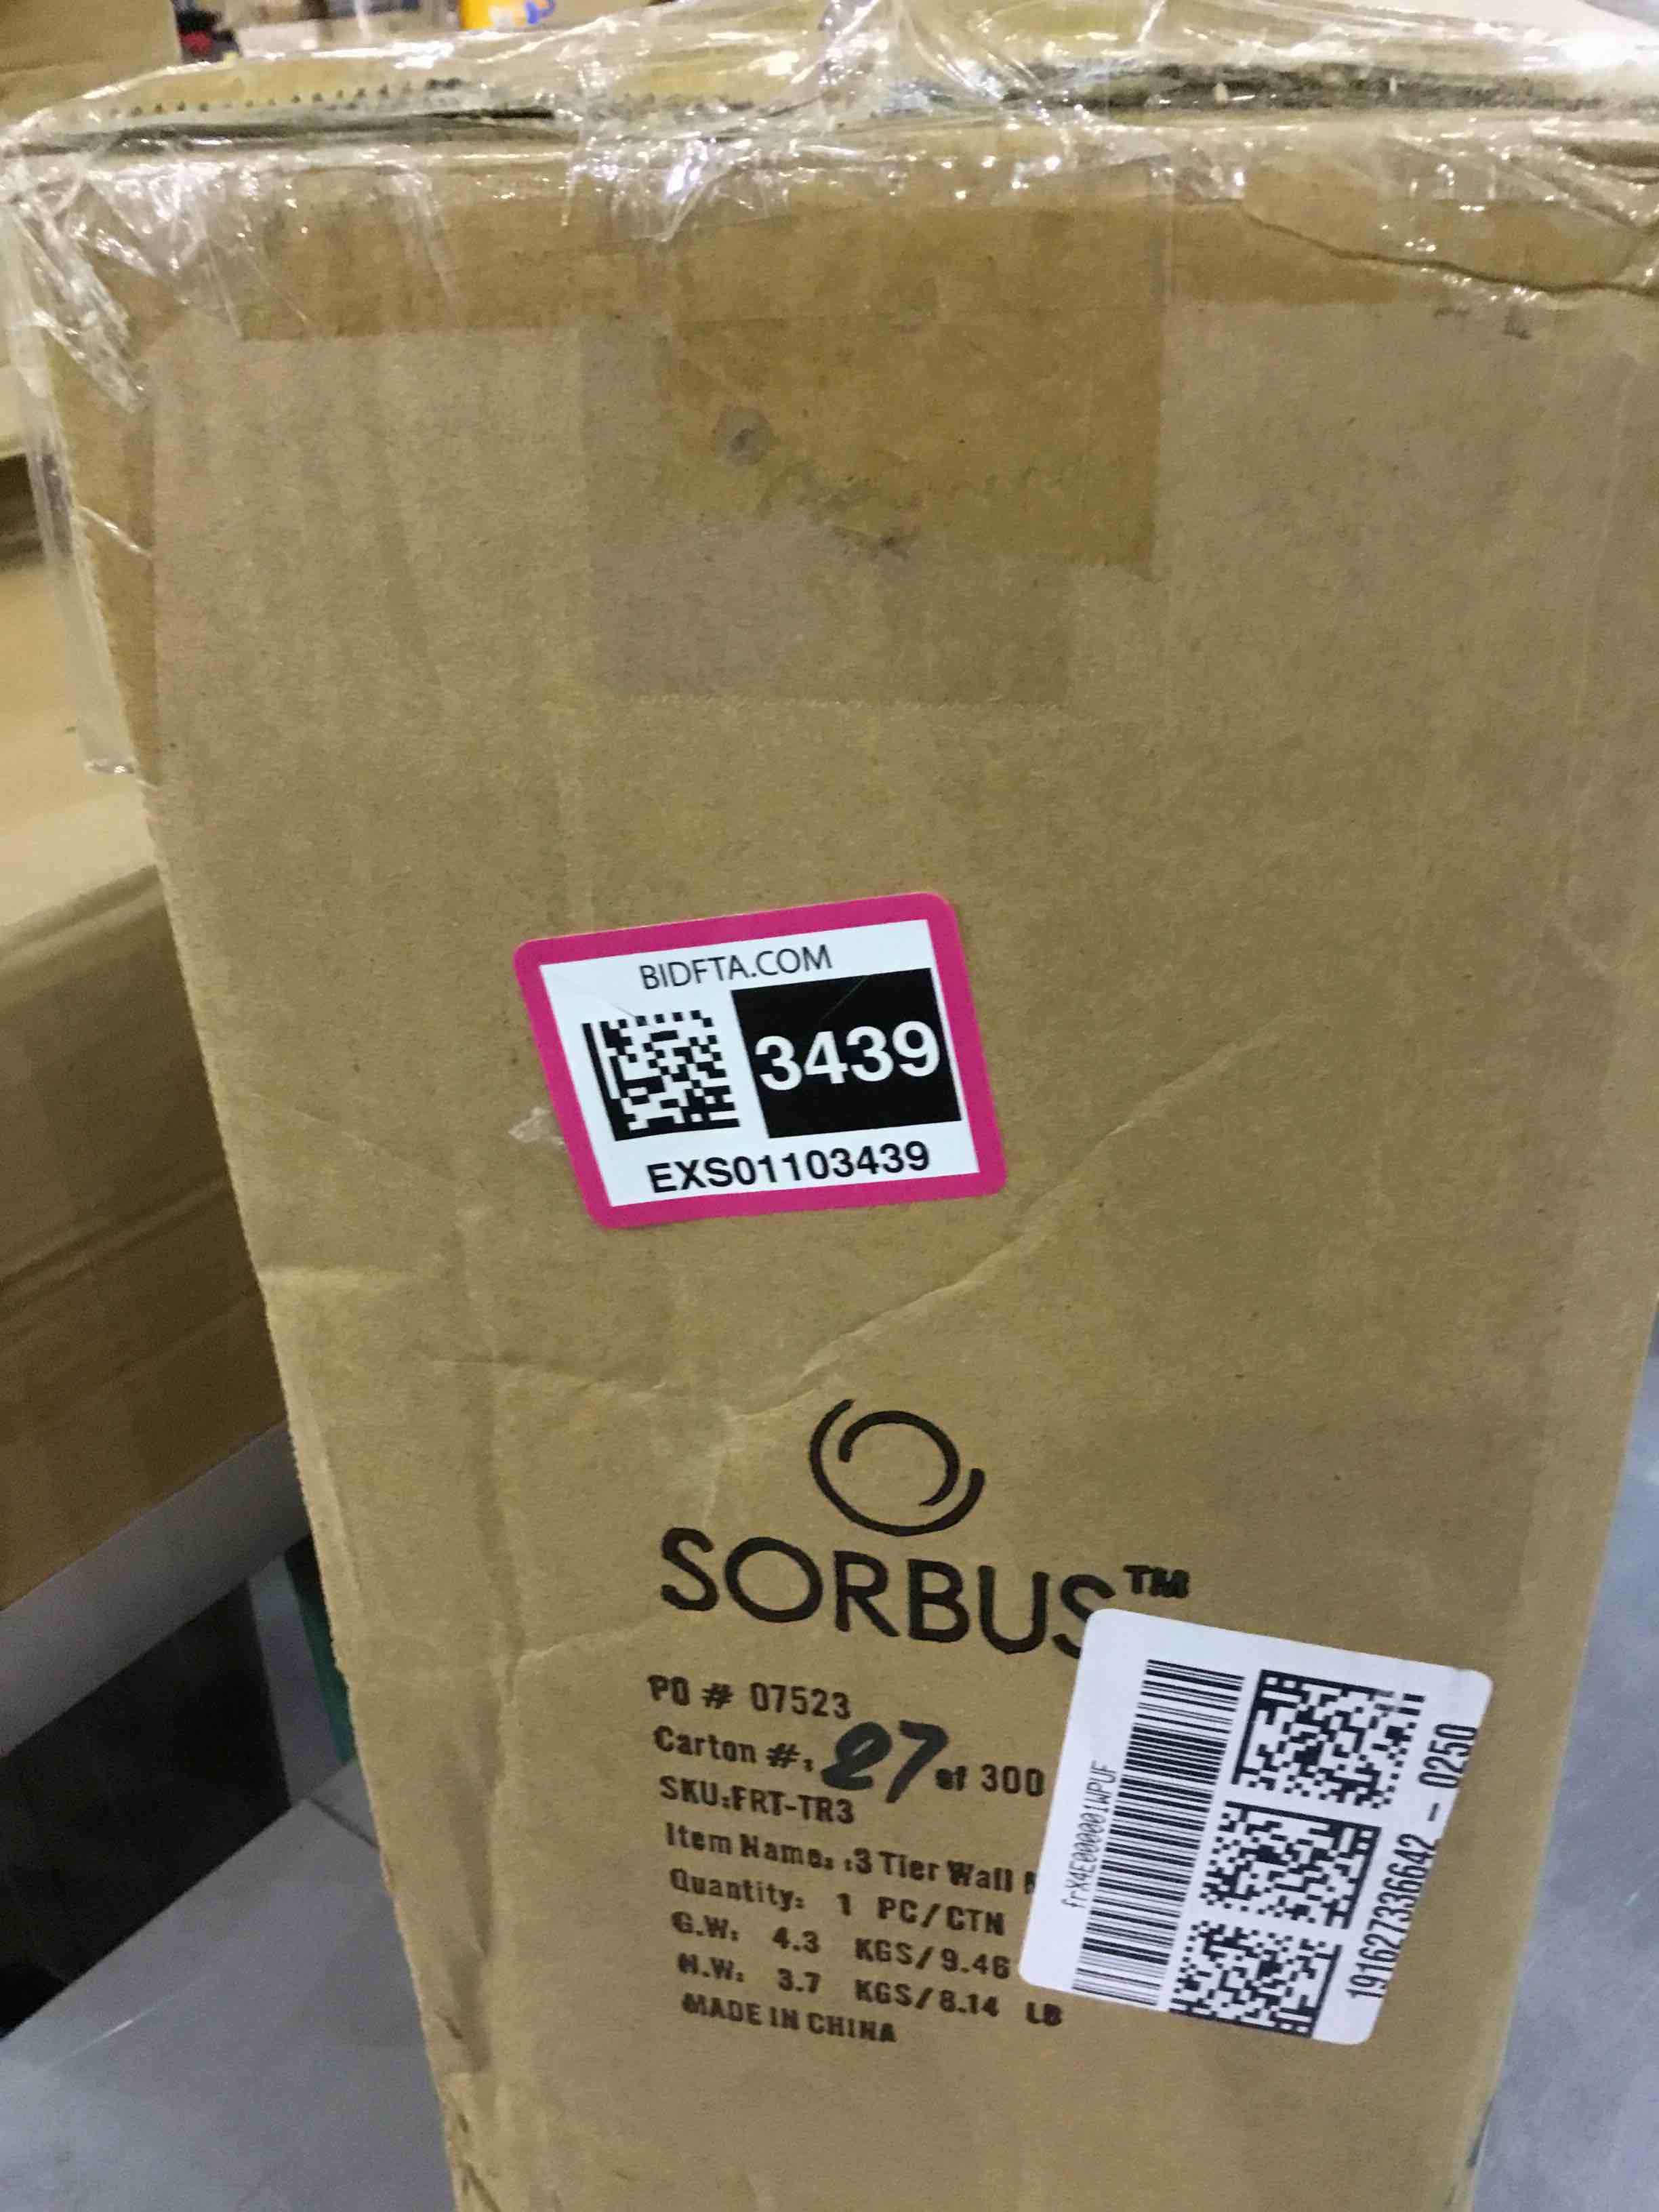 BIDFTA.COM
3439
EXS01103439
SORBUS™
PO # 07523
Carton #: 27 of 300
SKU:FRT-TR3
Item Name: :3 Tier Wall
Quantity: 1 PC/CTN
G.W: 4.3 KGS/9.46
N.W: 3.7 KGS/8.14 LB
MADE IN CHINA
frX4E00001WPUF
191627336642 - 0250